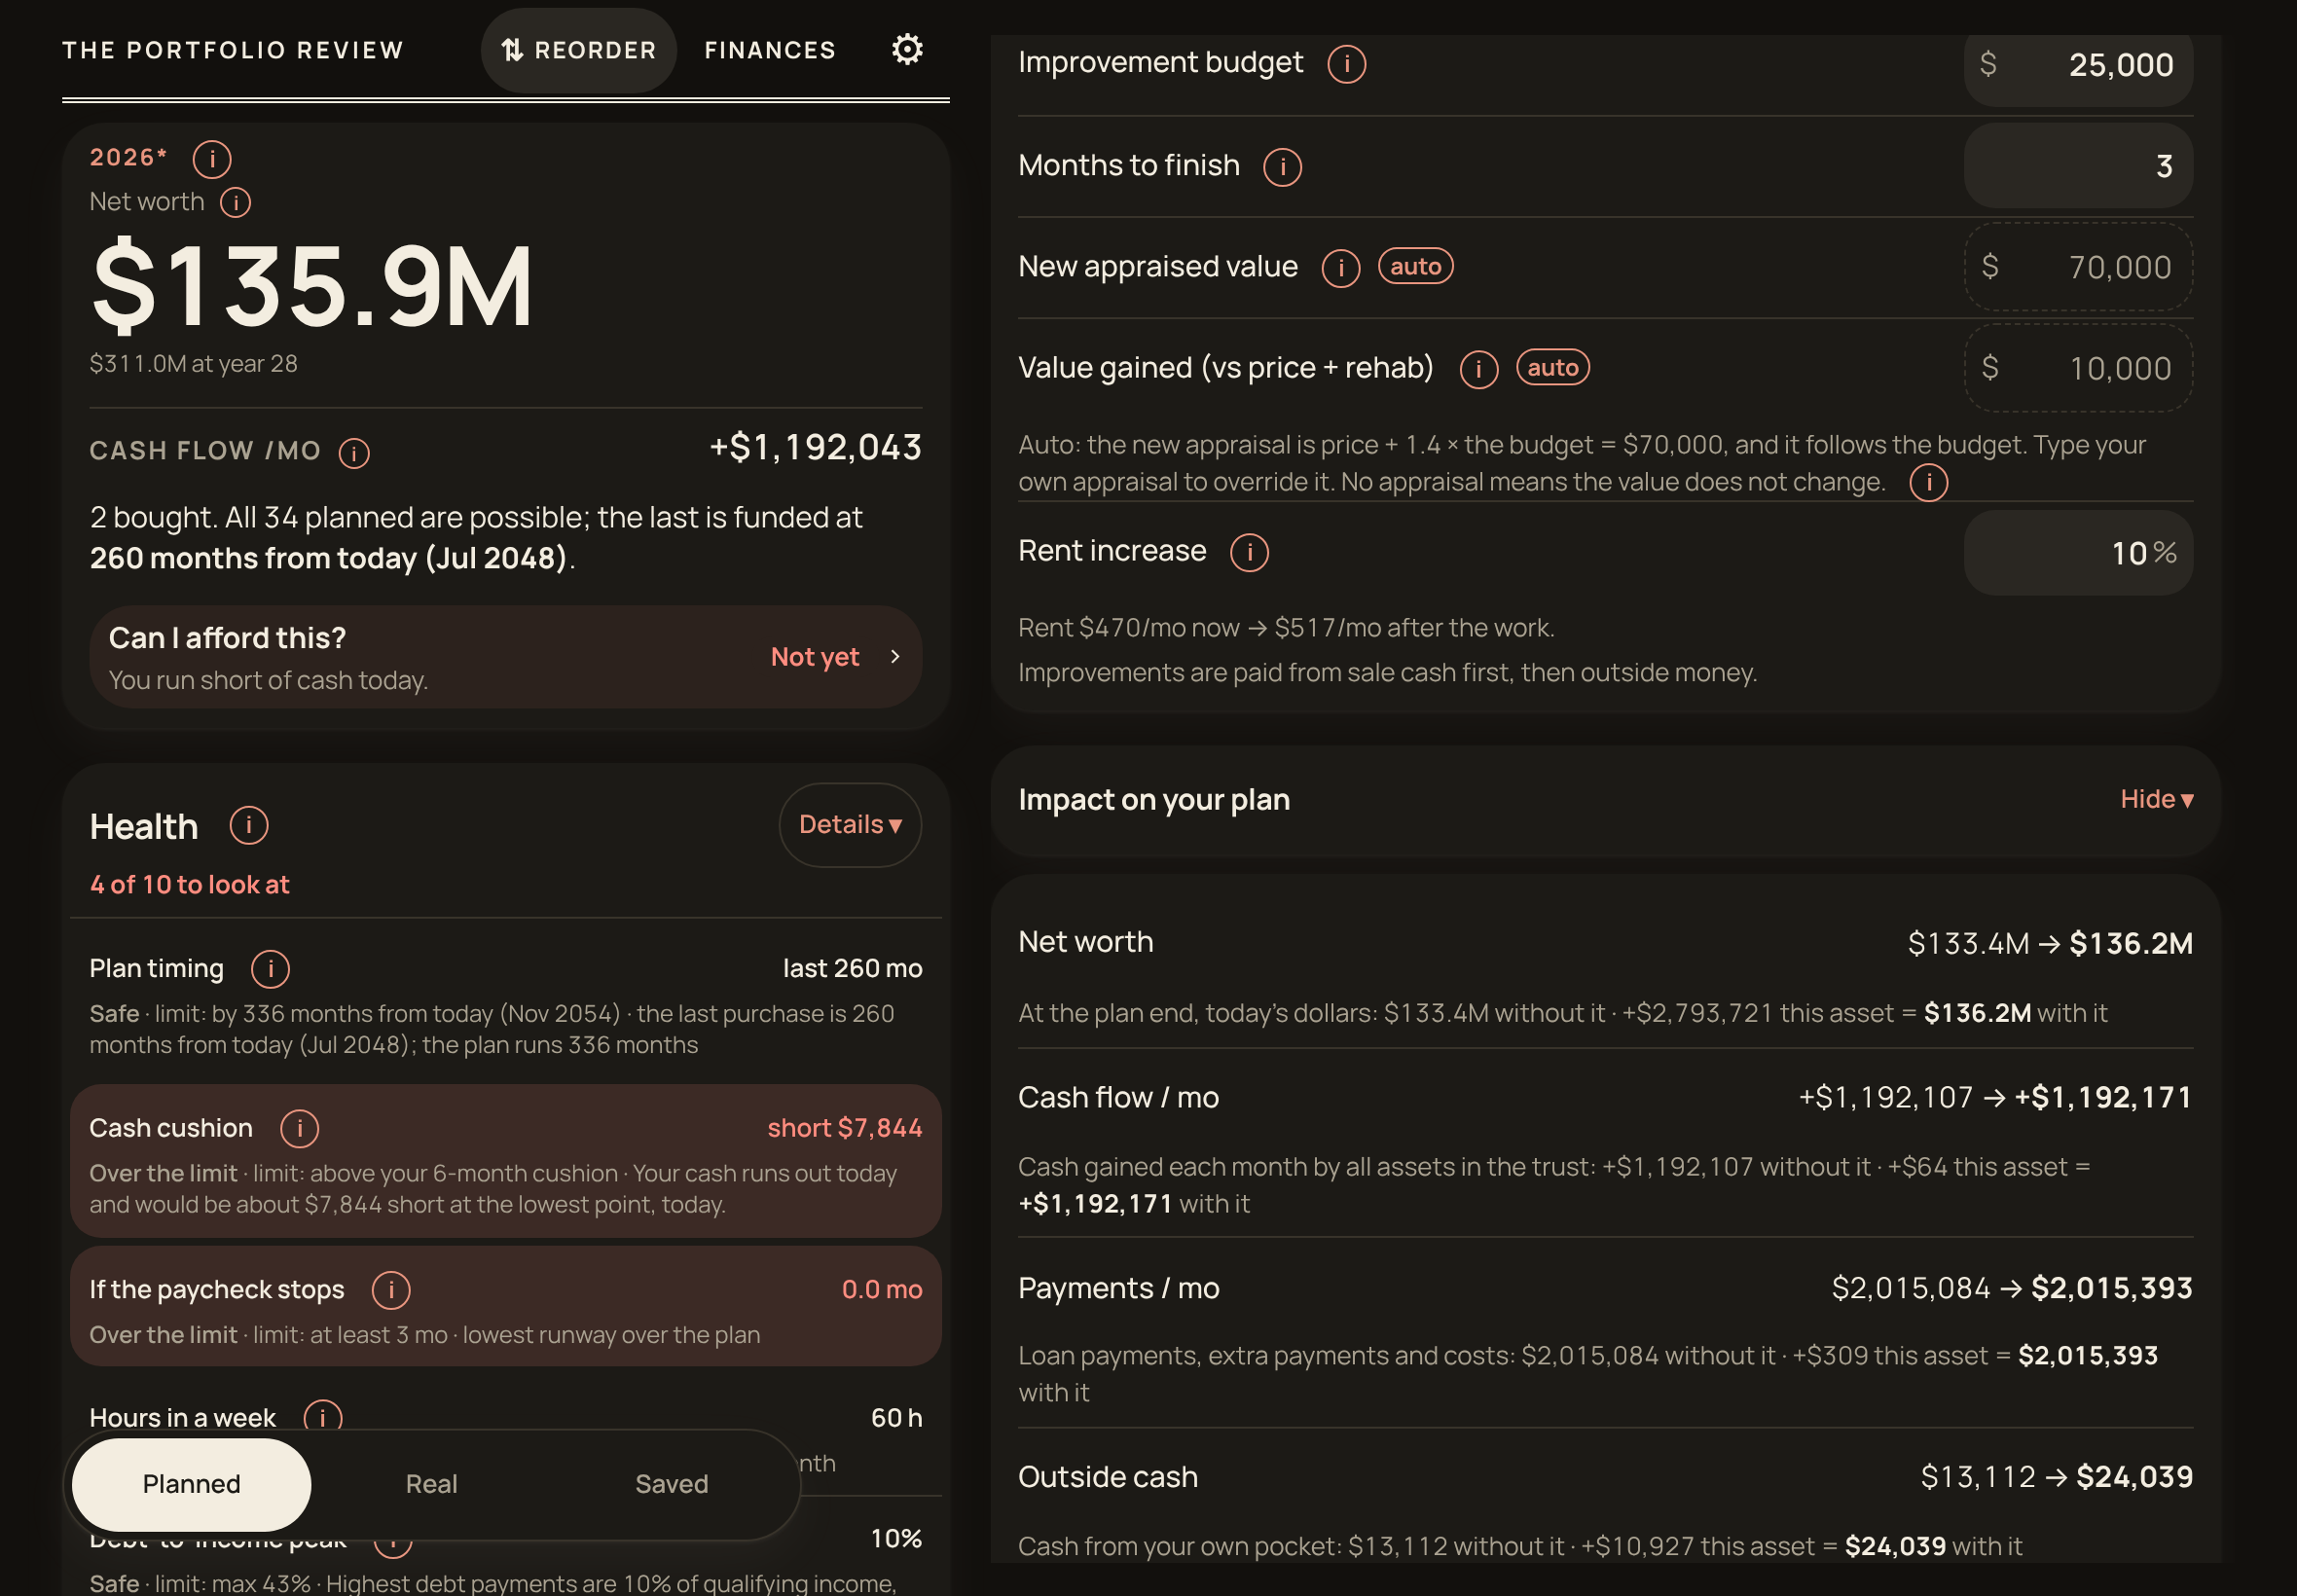 THE PORTFOLIO REVIEW
⇅ REORDER
FINANCES
2026*
Net worth
$135.9M
$311.0M at year 28
CASH FLOW /MO
+$1,192,043
2 bought. All 34 planned are possible; the last is funded at
260 months from today (Jul 2048).
Can I afford this?
Not yet
You run short of cash today.
Health
Details ▾
4 of 10 to look at
Plan timing
last 260 mo
Safe · limit: by 336 months from today (Nov 2054) · the last purchase is 260
months from today (Jul 2048); the plan runs 336 months
Cash cushion
short $7,844
Over the limit · limit: above your 6-month cushion · Your cash runs out today
and would be about $7,844 short at the lowest point, today.
If the paycheck stops
0.0 mo
Over the limit · limit: at least 3 mo · lowest runway over the plan
Hours in a week
60 h
Planned
Real
Saved
10%
Safe · limit: max 43% · Highest debt payments are 10% of qualifying income,
Improvement budget
$ 25,000
Months to finish
3
New appraised value
auto
$ 70,000
Value gained (vs price + rehab)
auto
$ 10,000
Auto: the new appraisal is price + 1.4 × the budget = $70,000, and it follows the budget. Type your
own appraisal to override it. No appraisal means the value does not change.
Rent increase
10 %
Rent $470/mo now → $517/mo after the work.
Improvements are paid from sale cash first, then outside money.
Impact on your plan
Hide ▾
Net worth
$133.4M → $136.2M
At the plan end, today's dollars: $133.4M without it · +$2,793,721 this asset = $136.2M with it
Cash flow / mo
+$1,192,107 → +$1,192,171
Cash gained each month by all assets in the trust: +$1,192,107 without it · +$64 this asset =
+$1,192,171 with it
Payments / mo
$2,015,084 → $2,015,393
Loan payments, extra payments and costs: $2,015,084 without it · +$309 this asset = $2,015,393
with it
Outside cash
$13,112 → $24,039
Cash from your own pocket: $13,112 without it · +$10,927 this asset = $24,039 with it